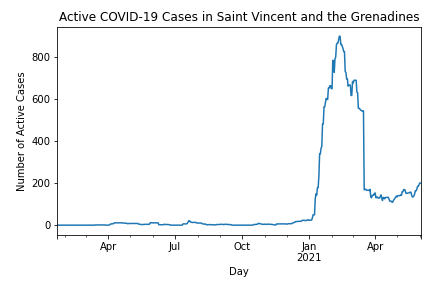 Active COVID-19 Cases in Saint Vincent and the Grenadines
Number of Active Cases
800
600
400
200
0
Apr
Jul
Oct
Jan
2021
Apr
Day